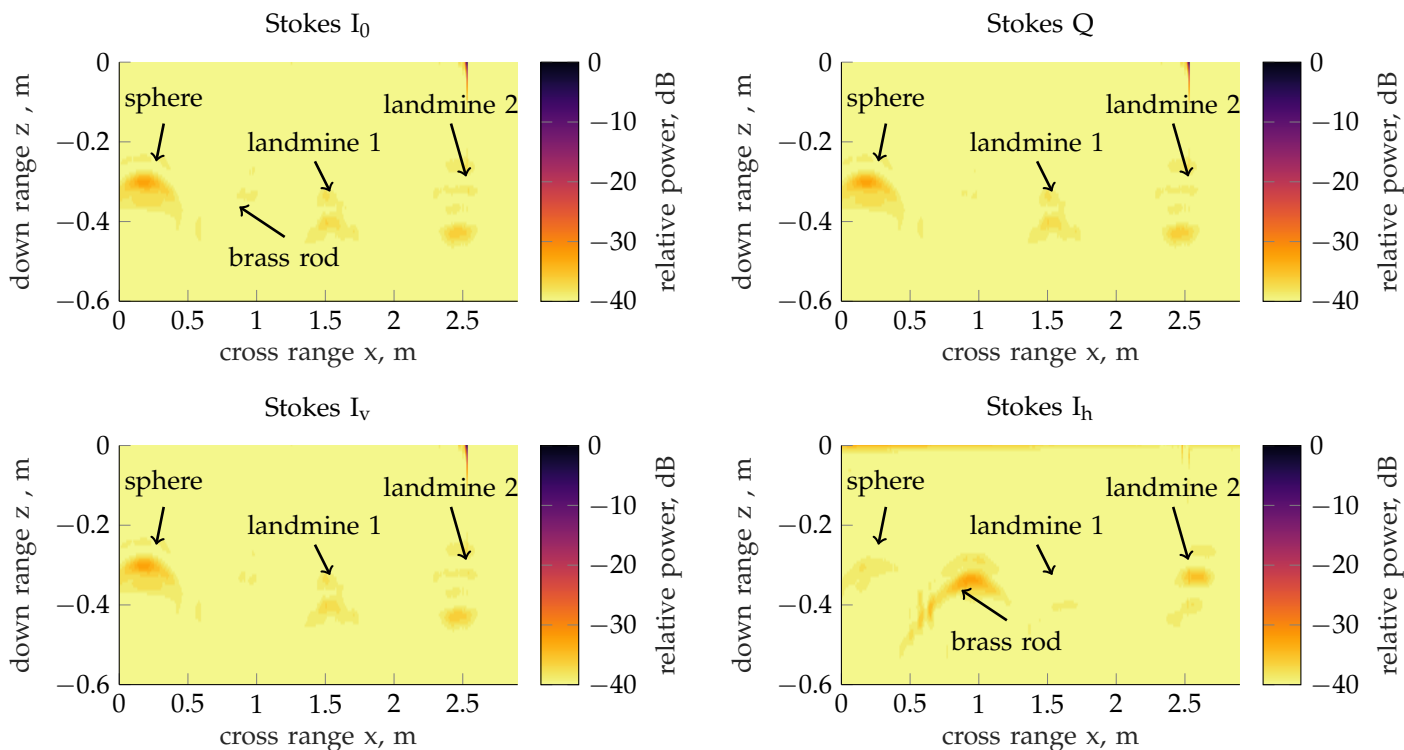 Stokes I₀
0
−0.2
−0.4
−0.6
down range z , m
0
0.5
1
1.5
2
2.5
cross range x, m
sphere
landmine 1
landmine 2
brass rod
0
−10
−20
−30
−40
relative power, dB
Stokes Q
0
−0.2
−0.4
−0.6
down range z , m
0
0.5
1
1.5
2
2.5
cross range x, m
sphere
landmine 1
landmine 2
0
−10
−20
−30
−40
relative power, dB
Stokes Iᵥ
0
−0.2
−0.4
−0.6
down range z , m
0
0.5
1
1.5
2
2.5
cross range x, m
sphere
landmine 1
landmine 2
0
−10
−20
−30
−40
relative power, dB
Stokes Iₕ
0
−0.2
−0.4
−0.6
down range z , m
0
0.5
1
1.5
2
2.5
cross range x, m
sphere
landmine 1
landmine 2
brass rod
0
−10
−20
−30
−40
relative power, dB